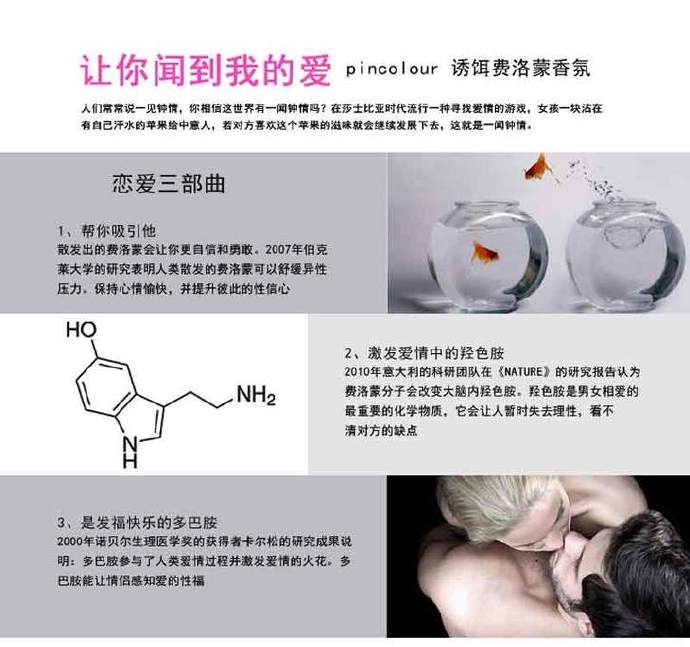 让你闻到我的爱 pincolour 诱饵费洛蒙香氛
人们常常说一见钟情，你相信这世界有一闻钟情吗？在莎士比亚时代流行一种寻找爱情的游戏，女孩一块沾在
有自己汗水的苹果给中意人，若对方喜欢这个苹果的滋味就会继续发展下去，这就是一闻钟情。
恋爱三部曲
1、帮你吸引他
散发出的费洛蒙会让你更自信和勇敢。2007年伯克
莱大学的研究表明人类散发的费洛蒙可以舒缓异性
压力。保持心情愉快，并提升彼此的性信心
HO
NH₂
N
H
2、激发爱情中的羟色胺
2010年意大利的科研团队在《NATURE》的研究报告认为
费洛蒙分子会改变大脑内羟色胺。羟色胺是男女相爱的
最重要的化学物质，它会让人暂时失去理性，看不
清对方的缺点
3、是发福快乐的多巴胺
2000年诺贝尔生理医学奖的获得者卡尔松的研究成果说
明：多巴胺参与了人类爱情过程并激发爱情的火花。多
巴胺能让情侣感知爱的性福